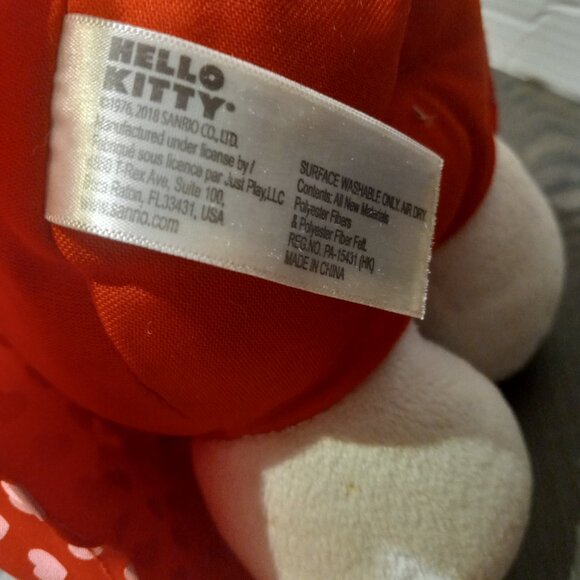 HELLO
KITTY.
©1976, 2018 SANRIO CO., LTD.
Manufactured under license by /
Fabriqué sous licence par Just Play, LLC
4950 T-Rex Ave, Suite 100,
Boca Raton, FL33431, USA
www.sanrio.com
SURFACE WASHABLE ONLY. AIR DRY.
Contents: All New Materials
Polyester Fibers
& Polyester Fiber Felt.
REG.NO. PA-15431 (HK)
MADE IN CHINA